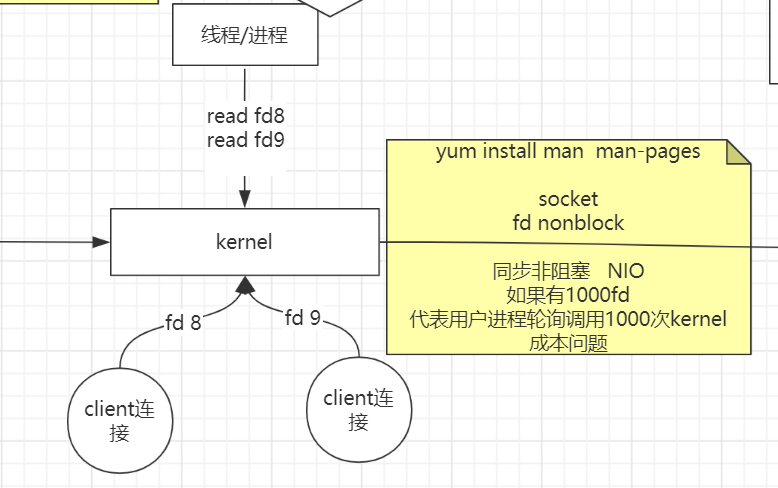 线程/进程
read fd8
read fd9
kernel
yum install man  man-pages
socket
fd nonblock
同步非阻塞   NIO
如果有1000fd
代表用户进程轮询调用1000次kernel
成本问题
fd 8
fd 9
client连
接
client连
接